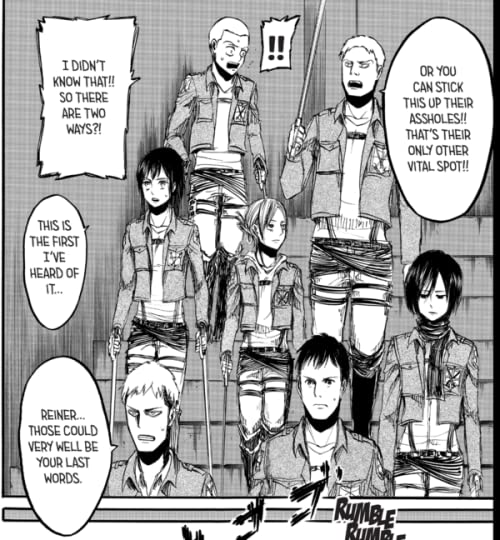 !!
OR YOU
CAN STICK
THIS UP THEIR
ASSHOLES!!
THAT'S THEIR
ONLY OTHER
VITAL SPOT!!
I DIDN'T
KNOW THAT!!
SO THERE
ARE TWO
WAYS?!
THIS IS
THE FIRST
I'VE
HEARD OF
IT...
REINER...
THOSE COULD
VERY WELL BE
YOUR LAST
WORDS.
RUMBLE
RUMBLE